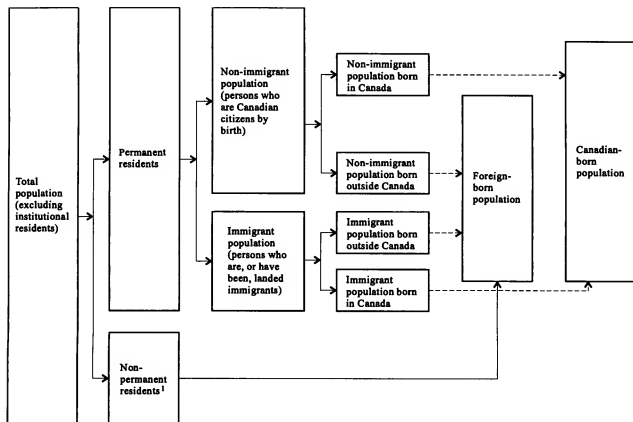 Total
population
(excluding
institutional
residents)
Permanent
residents
Non-
permanent
residents¹
Non-immigrant
population
(persons who
are Canadian
citizens by
birth)
Immigrant
population
(persons who
are, or have
been, landed
immigrants)
Non-immigrant
population born
in Canada
Non-immigrant
population born
outside Canada
Immigrant
population born
outside Canada
Immigrant
population born
in Canada
Foreign-
born
population
Canadian-
born
population